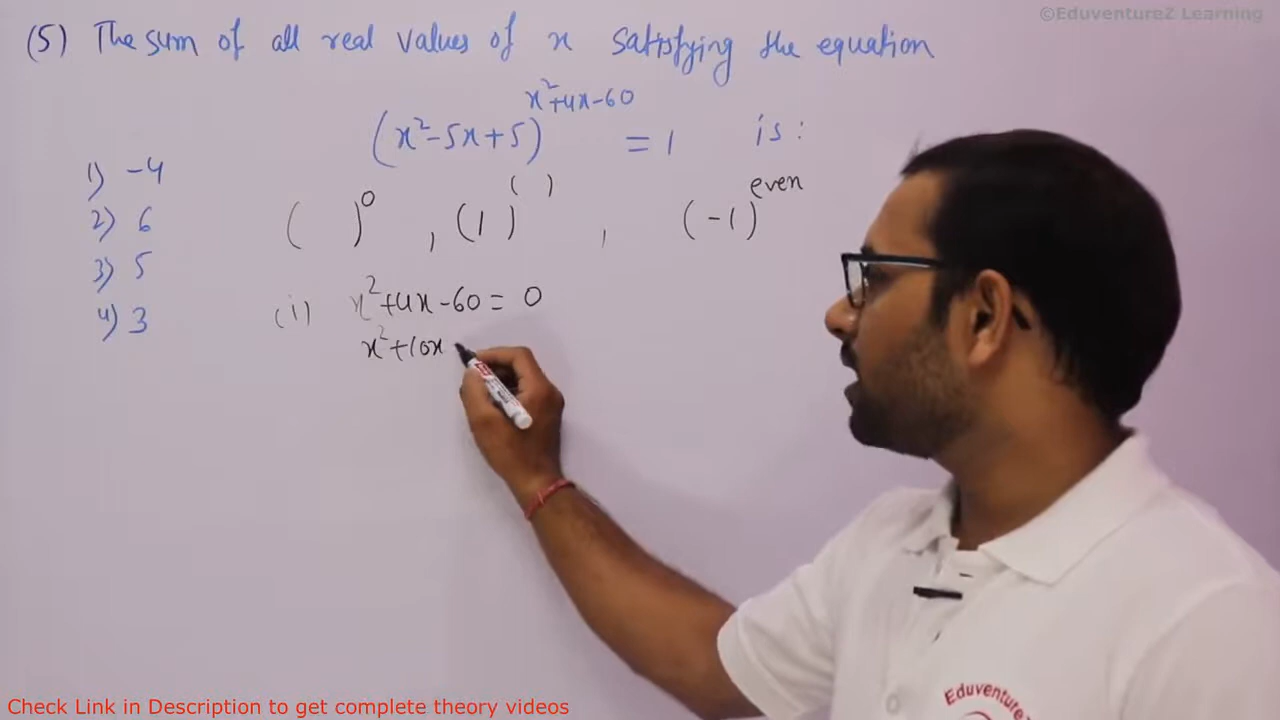 ©EduventureZ Learning
(5) The sum of all real values of x satisfying the equation
(x²-5x+5)^(x²+4x-60) = 1 is:
1) -4
2) 6
3) 5
4) 3
( )⁰ , (1)^( ) , (-1)^even
(i) x²+4x-60 = 0
x²+10x
EduventureZ
Check Link in Description to get complete theory videos